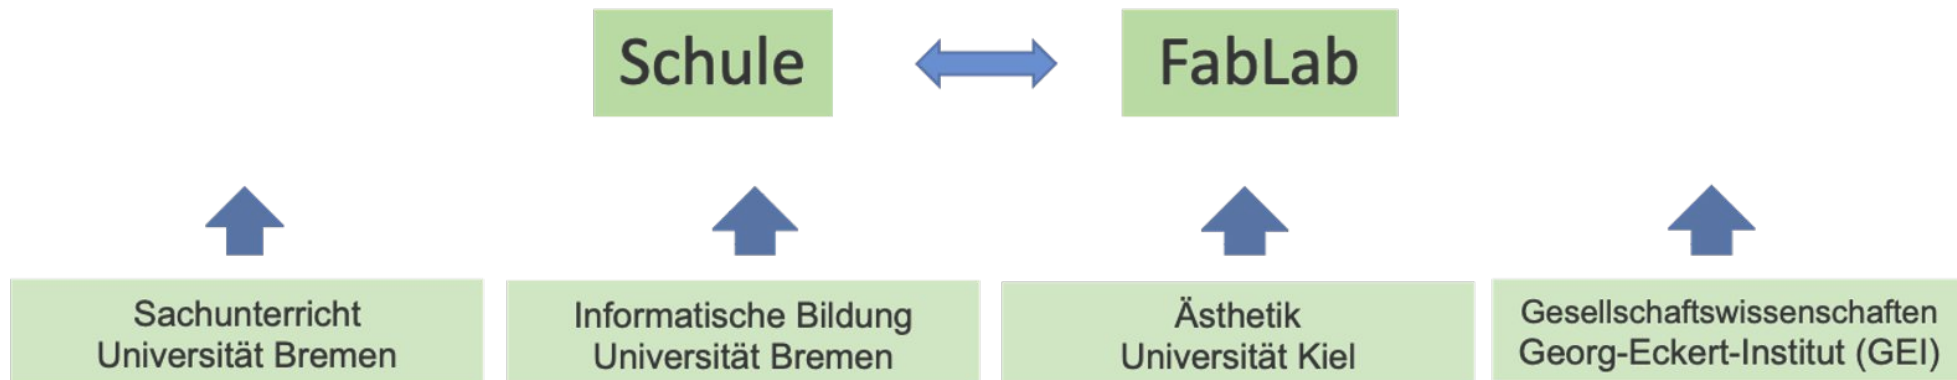 Schule
FabLab
Sachunterricht
Universität Bremen
Informatische Bildung
Universität Bremen
Ästhetik
Universität Kiel
Gesellschaftswissenschaften
Georg-Eckert-Institut (GEI)